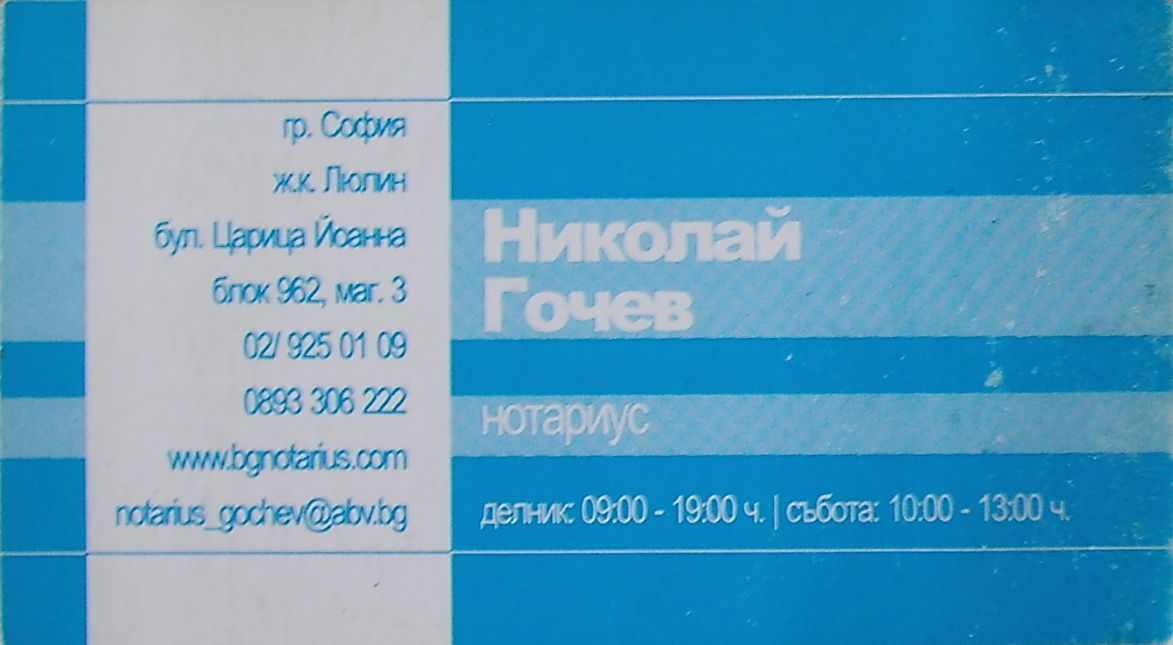 гр. София
ж.к. Люлин
бул. Царица Йоанна
блок 962, маг. 3
02/ 925 01 09
0893 306 222
www.bgnotarius.com
notarius_gochev@abv.bg
Николай
Гочев
нотариус
делник: 09:00 - 19:00 ч. | събота: 10:00 - 13:00 ч.